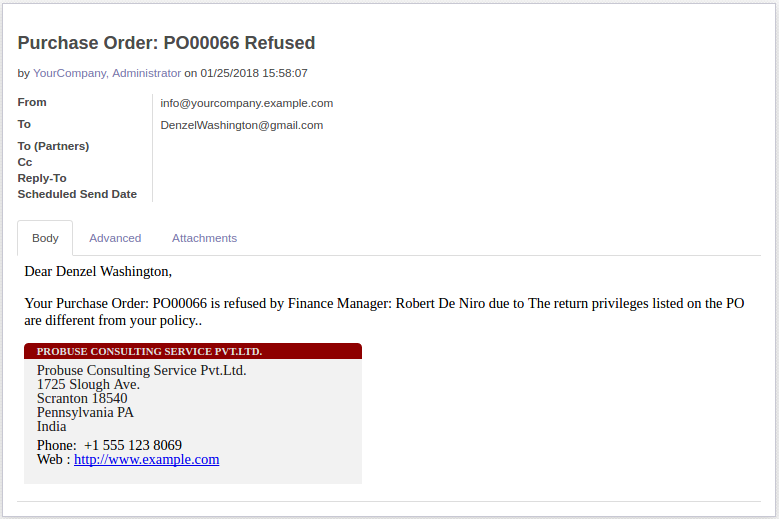 Purchase Order: PO00066 Refused
by YourCompany, Administrator on 01/25/2018 15:58:07
From info@yourcompany.example.com
To DenzelWashington@gmail.com
To (Partners)
Cc
Reply-To
Scheduled Send Date
Body Advanced Attachments
Dear Denzel Washington,
Your Purchase Order: PO00066 is refused by Finance Manager: Robert De Niro due to The return privileges listed on the PO
are different from your policy..
PROBUSE CONSULTING SERVICE PVT.LTD.
Probuse Consulting Service Pvt.Ltd.
1725 Slough Ave.
Scranton 18540
Pennsylvania PA
India
Phone:  +1 555 123 8069
Web : http://www.example.com